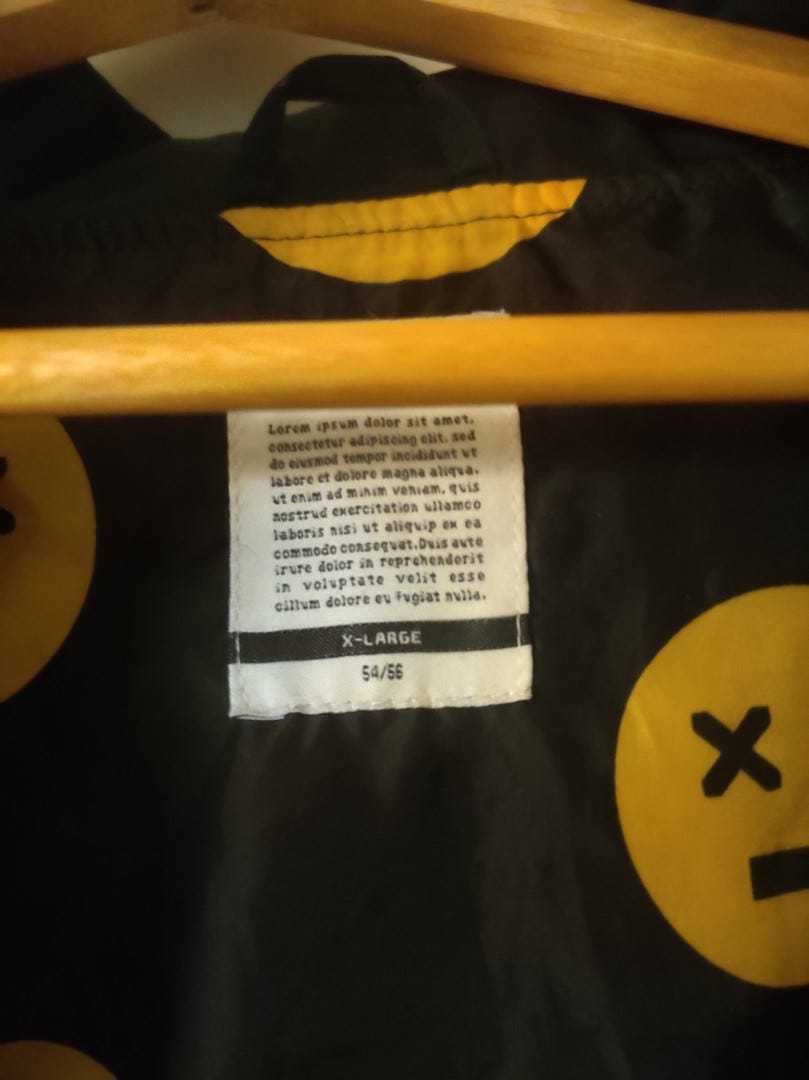 Lorem ipsum dolor sit amet,
consectetur adipiscing elit, sed
do eiusmod tempor incididunt ut
labore et dolore magna aliqua.
ut enim ad minim veniam, quis
nostrud exercitation ullamco
laboris nisi ut aliquip ex ea
commodo consequat.Duis aute
irure dolor in reprehenderit
in voluptate velit esse
cillum dolore eu fugiat nulla.
X-LARGE
54/56